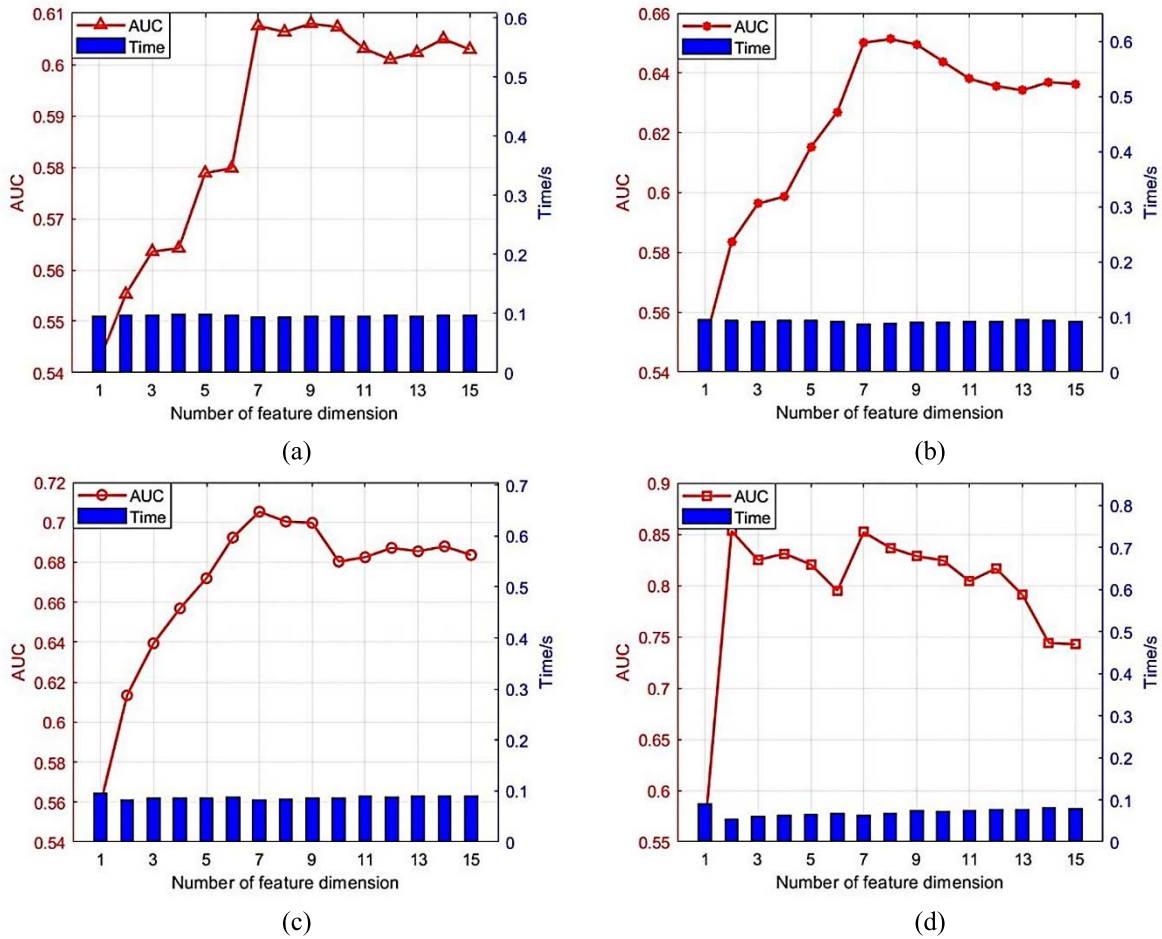 AUC
Time
0.61
0.6
0.59
0.58
0.57
0.56
0.55
0.54
AUC
0.6
0.5
0.4
0.3
0.2
0.1
0
Time/s
1 3 5 7 9 11 13 15
Number of feature dimension
(a)
AUC
Time
0.66
0.64
0.62
0.6
0.58
0.56
0.54
AUC
0.6
0.5
0.4
0.3
0.2
0.1
0
Time/s
1 3 5 7 9 11 13 15
Number of feature dimension
(b)
AUC
Time
0.72
0.7
0.68
0.66
0.64
0.62
0.6
0.58
0.56
0.54
AUC
0.7
0.6
0.5
0.4
0.3
0.2
0.1
0
Time/s
1 3 5 7 9 11 13 15
Number of feature dimension
(c)
AUC
Time
0.9
0.85
0.8
0.75
0.7
0.65
0.6
0.55
AUC
0.8
0.7
0.6
0.5
0.4
0.3
0.2
0.1
0
Time/s
1 3 5 7 9 11 13 15
Number of feature dimension
(d)